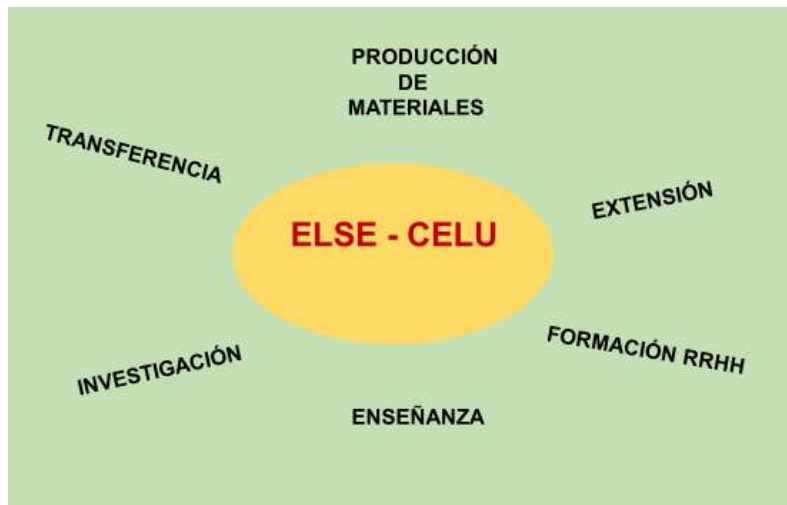 PRODUCCIÓN
DE
MATERIALES
TRANSFERENCIA
EXTENSIÓN
ELSE - CELU
FORMACIÓN RRHH
INVESTIGACIÓN
ENSEÑANZA